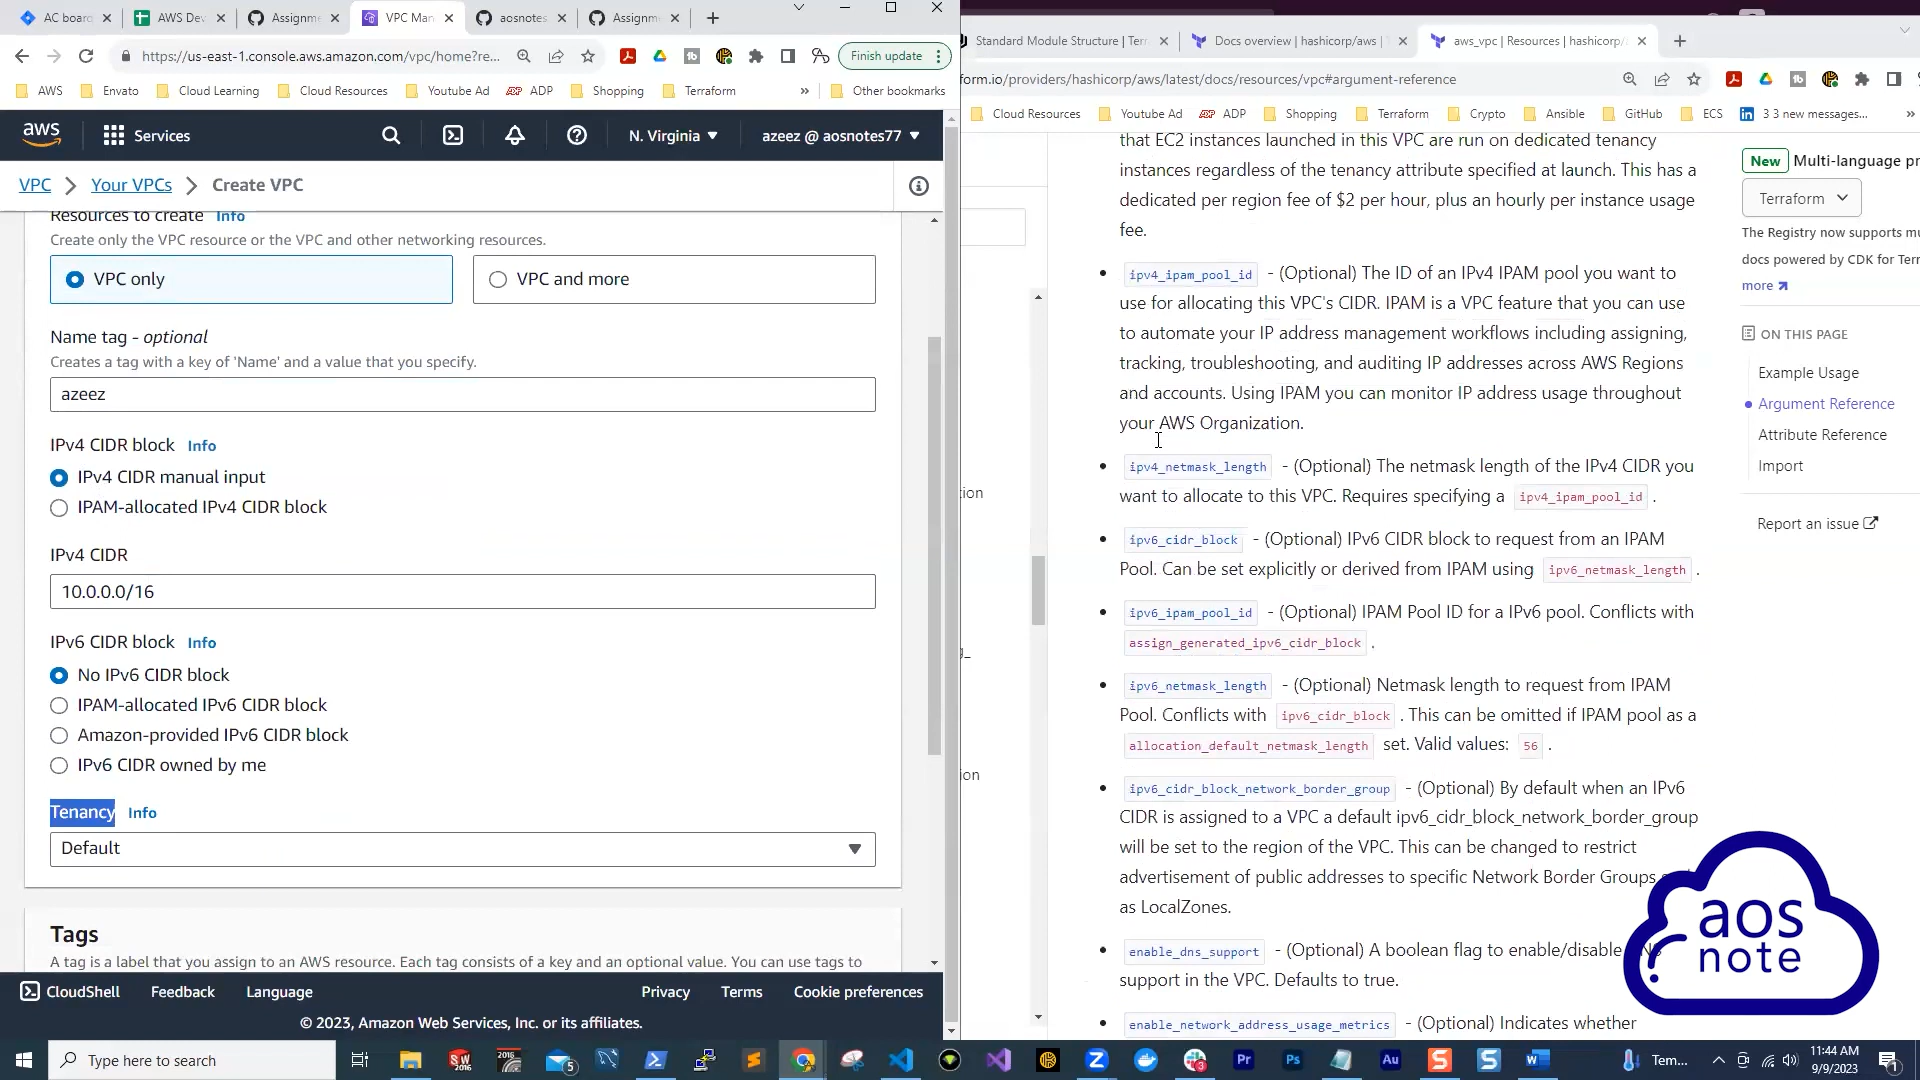 AC board
AWS Dev
Assignme
VPC Man
aosnotes
Assignme
https://us-east-1.console.aws.amazon.com/vpc/home?re...
Finish update
AWS
Envato
Cloud Learning
Cloud Resources
Youtube Ad
ADP
Shopping
Terraform
»
Other bookmarks
aws
Services
N. Virginia
azeez @ aosnotes77
VPC
Your VPCs
Create VPC
Resources to create Info
Create only the VPC resource or the VPC and other networking resources.
VPC only
VPC and more
Name tag - optional
Creates a tag with a key of 'Name' and a value that you specify.
azeez
IPv4 CIDR block Info
IPv4 CIDR manual input
IPAM-allocated IPv4 CIDR block
IPv4 CIDR
10.0.0.0/16
IPv6 CIDR block Info
No IPv6 CIDR block
IPAM-allocated IPv6 CIDR block
Amazon-provided IPv6 CIDR block
IPv6 CIDR owned by me
Tenancy Info
Default
Tags
A tag is a label that you assign to an AWS resource. Each tag consists of a key and an optional value. You can use tags to
CloudShell
Feedback
Language
Privacy
Terms
Cookie preferences
© 2023, Amazon Web Services, Inc. or its affiliates.
Standard Module Structure | Terr
Docs overview | hashicorp/aws | T
aws_vpc | Resources | hashicorp/
form.io/providers/hashicorp/aws/latest/docs/resources/vpc#argument-reference
Cloud Resources
Youtube Ad
ADP
Shopping
Terraform
Crypto
Ansible
GitHub
ECS
3 3 new messages...
»
that EC2 instances launched in this VPC are run on dedicated tenancy
instances regardless of the tenancy attribute specified at launch. This has a
dedicated per region fee of $2 per hour, plus an hourly per instance usage
fee.
ipv4_ipam_pool_id - (Optional) The ID of an IPv4 IPAM pool you want to
use for allocating this VPC's CIDR. IPAM is a VPC feature that you can use
to automate your IP address management workflows including assigning,
tracking, troubleshooting, and auditing IP addresses across AWS Regions
and accounts. Using IPAM you can monitor IP address usage throughout
your AWS Organization.
ipv4_netmask_length - (Optional) The netmask length of the IPv4 CIDR you
want to allocate to this VPC. Requires specifying a ipv4_ipam_pool_id .
ipv6_cidr_block - (Optional) IPv6 CIDR block to request from an IPAM
Pool. Can be set explicitly or derived from IPAM using ipv6_netmask_length .
ipv6_ipam_pool_id - (Optional) IPAM Pool ID for a IPv6 pool. Conflicts with
assign_generated_ipv6_cidr_block .
ipv6_netmask_length - (Optional) Netmask length to request from IPAM
Pool. Conflicts with ipv6_cidr_block . This can be omitted if IPAM pool as a
allocation_default_netmask_length set. Valid values: 56 .
ipv6_cidr_block_network_border_group - (Optional) By default when an IPv6
CIDR is assigned to a VPC a default ipv6_cidr_block_network_border_group
will be set to the region of the VPC. This can be changed to restrict
advertisement of public addresses to specific Network Border Groups
as LocalZones.
enable_dns_support - (Optional) A boolean flag to enable/disable
support in the VPC. Defaults to true.
enable_network_address_usage_metrics - (Optional) Indicates whether
tion
g_
ion
New Multi-language pr
Terraform
The Registry now supports mu
docs powered by CDK for Terr
more
ON THIS PAGE
Example Usage
Argument Reference
Attribute Reference
Import
Report an issue
aos
note
Type here to search
Tem...
11:44 AM
9/9/2023